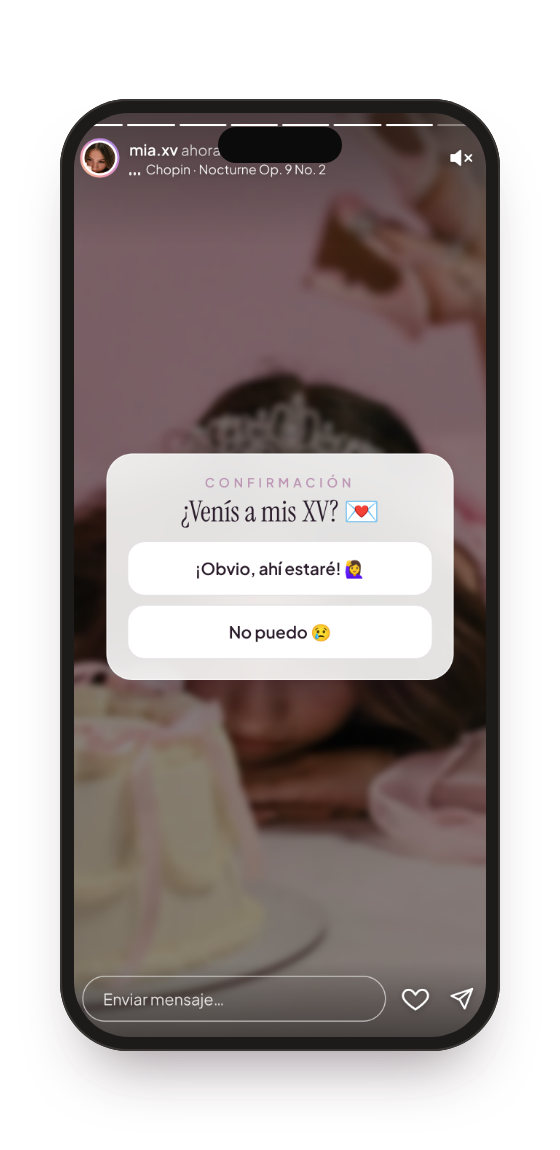 mia.xv ahora
... Chopin · Nocturne Op. 9 No. 2
CONFIRMACIÓN
¿Venís a mis XV? 💌
¡Obvio, ahí estaré! 🙋‍♀️
No puedo 😢
Enviar mensaje...